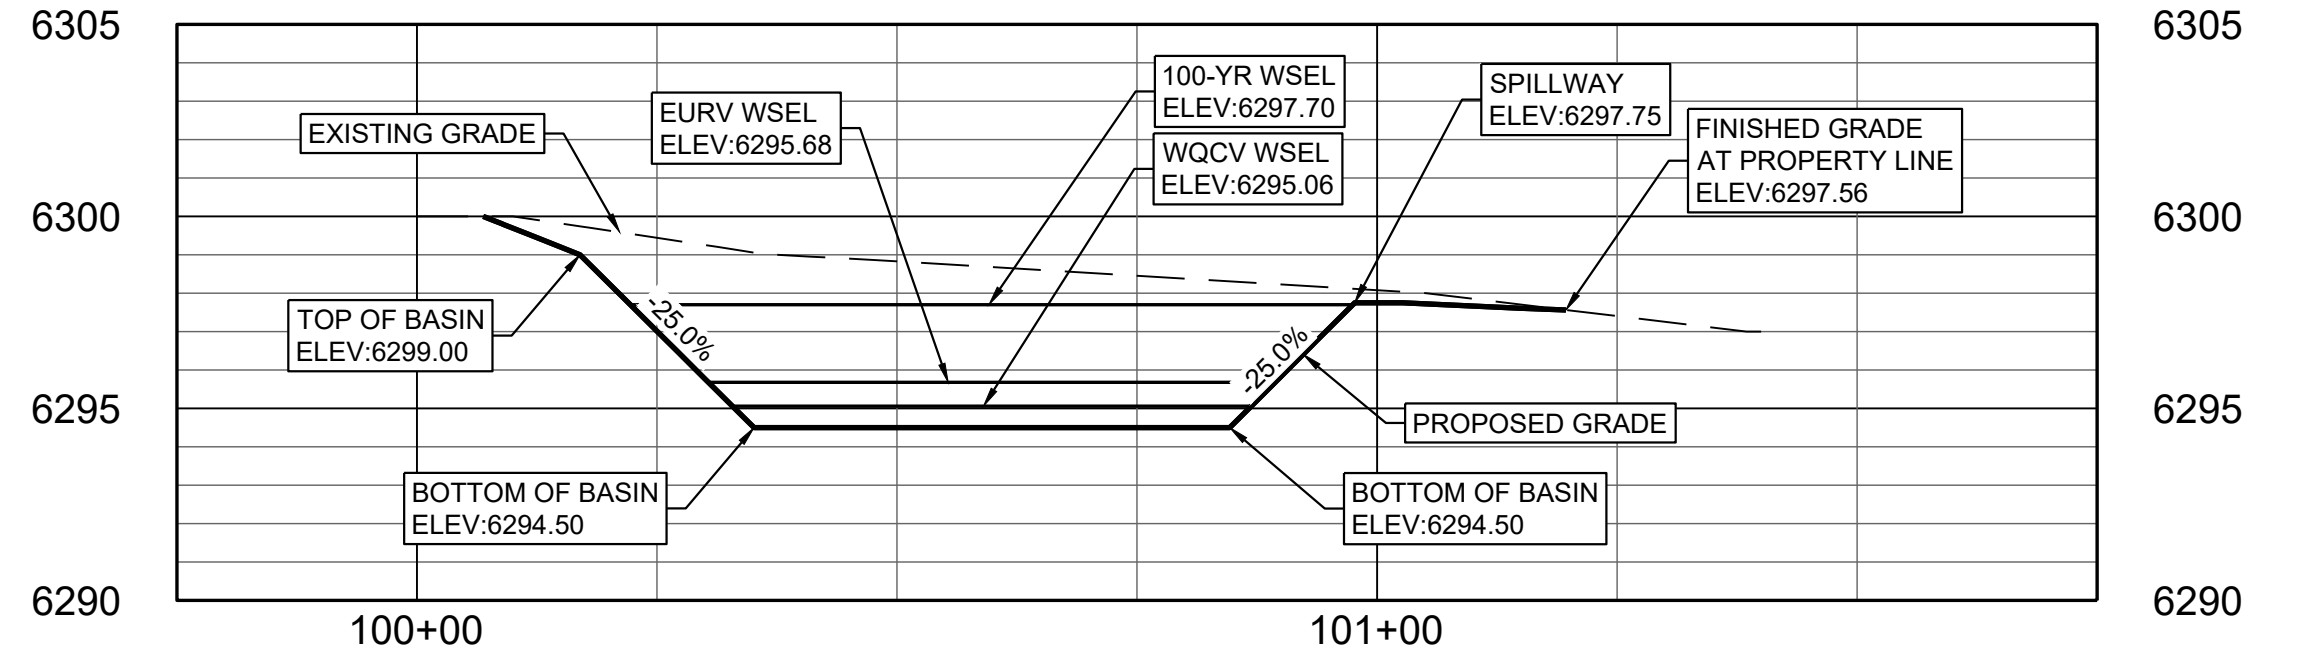 6305
6305
100-YR WSEL
ELEV:6297.70
SPILLWAY
ELEV:6297.75
EURV WSEL
ELEV:6295.68
EXISTING GRADE
FINISHED GRADE
AT PROPERTY LINE
ELEV:6297.56
WQCV WSEL
ELEV:6295.06
6300
6300
TOP OF BASIN
ELEV:6299.00
-25.0%
-25.0%
6295
6295
PROPOSED GRADE
BOTTOM OF BASIN
ELEV:6294.50
BOTTOM OF BASIN
ELEV:6294.50
6290
6290
100+00
101+00